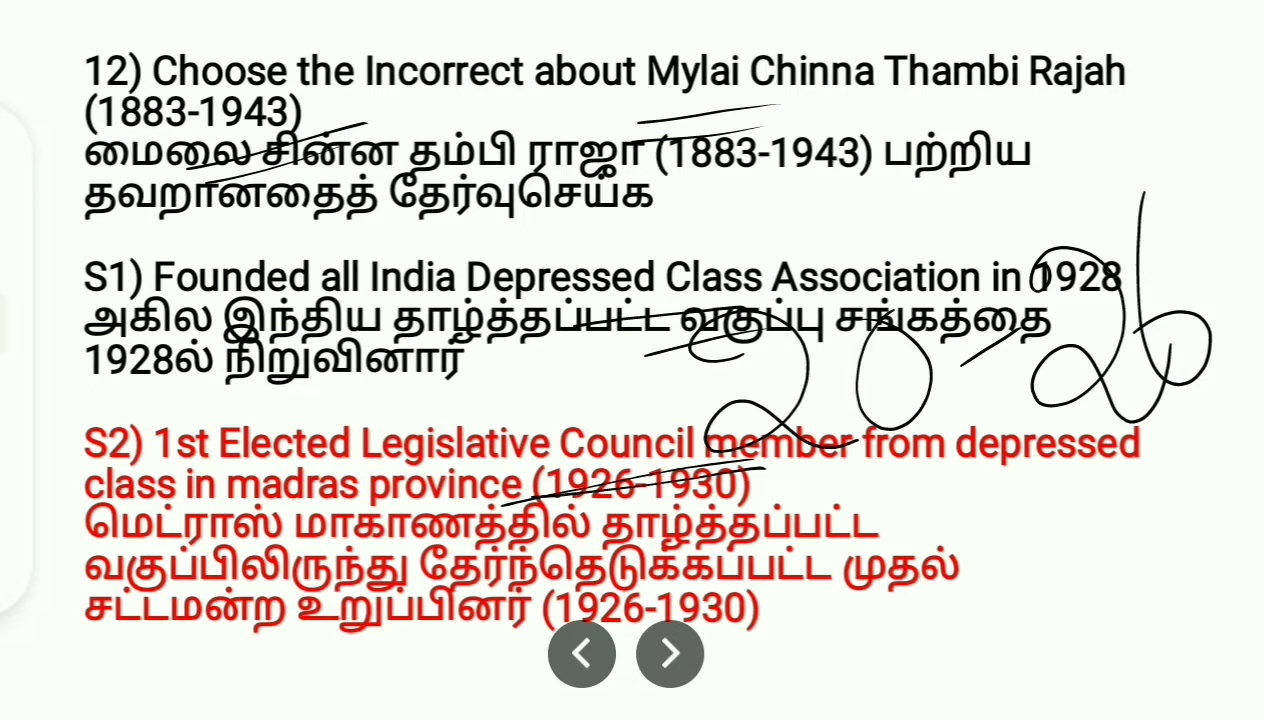 12) Choose the Incorrect about Mylai Chinna Thambi Rajah
(1883-1943)
மைலை சின்ன தம்பி ராஜா (1883-1943) பற்றிய
தவறானதைத் தேர்வுசெய்க
S1) Founded all India Depressed Class Association in 1928
அகில இந்திய தாழ்த்தப்பட்ட வகுப்பு சங்கத்தை
1928ல் நிறுவினார்
S2) 1st Elected Legislative Council member from depressed
class in madras province (1926-1930)
மெட்ராஸ் மாகாணத்தில் தாழ்த்தப்பட்ட
வகுப்பிலிருந்து தேர்ந்தெடுக்கப்பட்ட முதல்
சட்டமன்ற உறுப்பினர் (1926-1930)
20-26